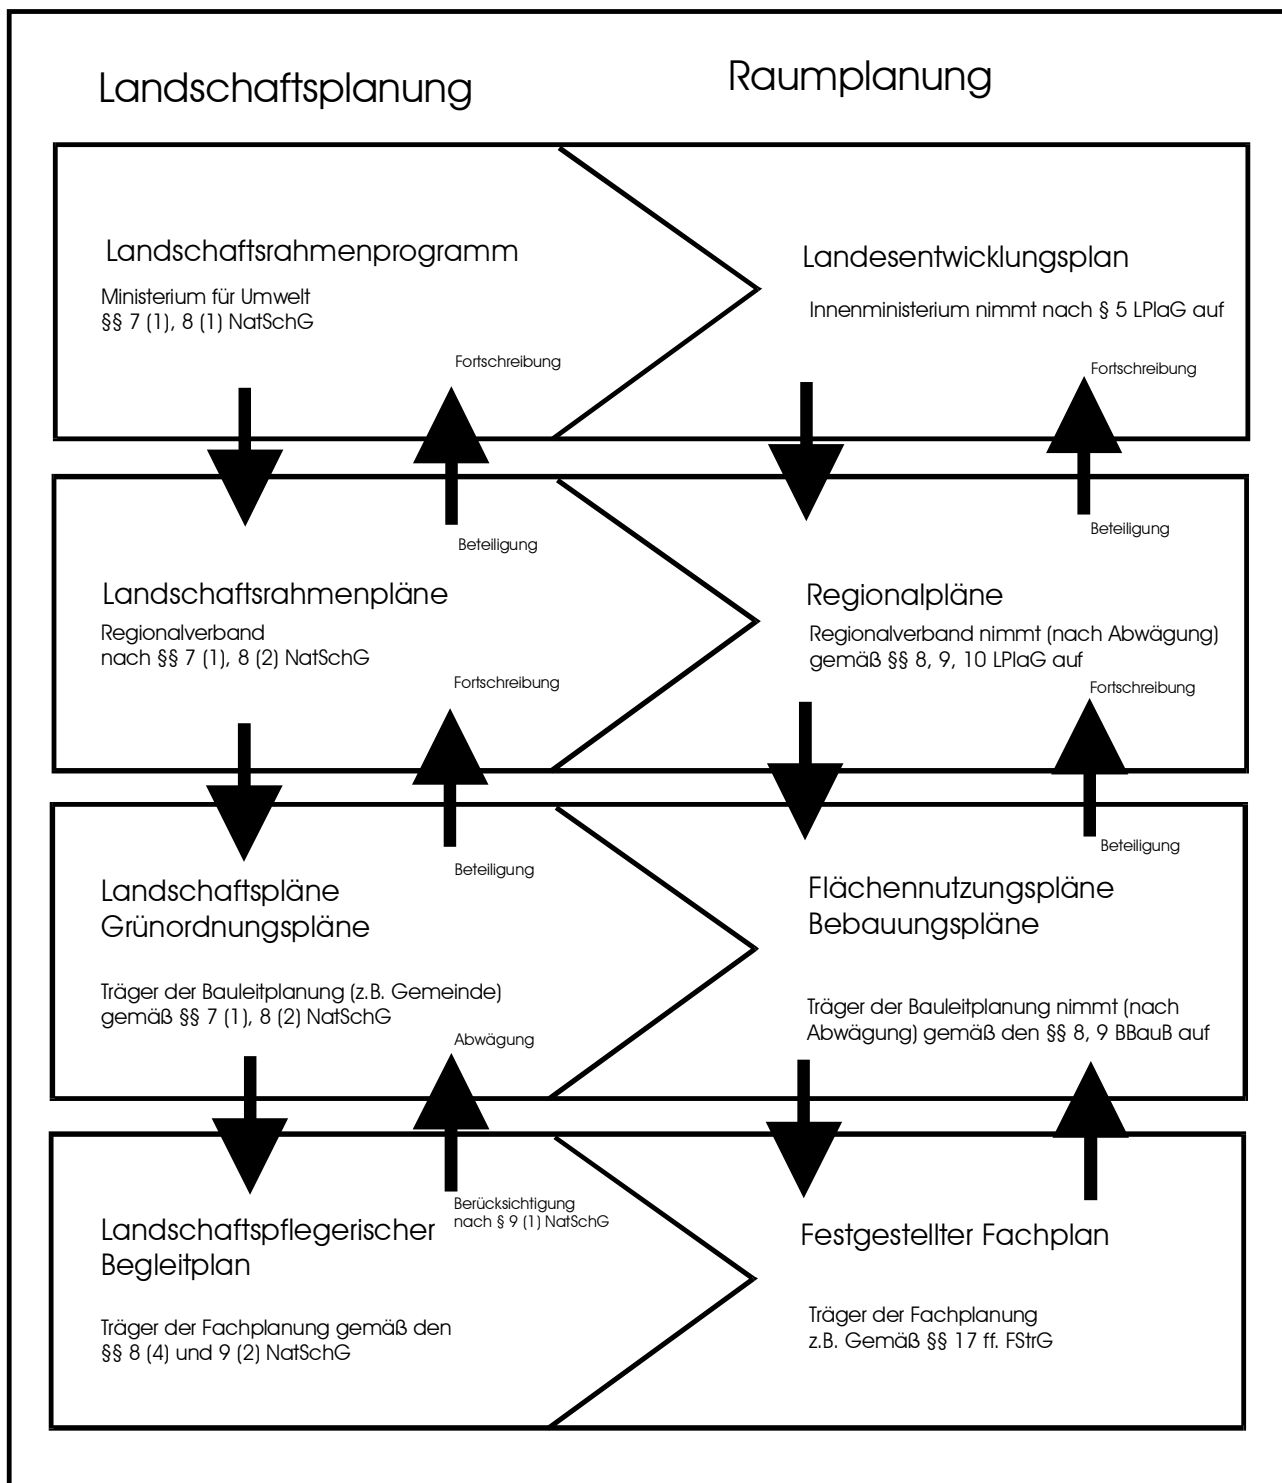 Landschaftsplanung
Raumplanung
Landschaftsrahmenprogramm
Ministerium für Umwelt
§§ 7 (1), 8 (1) NatSchG
Fortschreibung
Landesentwicklungsplan
Innenministerium nimmt nach § 5 LPlaG auf
Fortschreibung
Beteiligung
Landschaftsrahmenpläne
Regionalverband
nach §§ 7 (1), 8 (2) NatSchG
Fortschreibung
Beteiligung
Regionalpläne
Regionalverband nimmt (nach Abwägung)
gemäß §§ 8, 9, 10 LPlaG auf
Fortschreibung
Beteiligung
Landschaftspläne
Grünordnungspläne
Träger der Bauleitplanung (z.B. Gemeinde)
gemäß §§ 7 (1), 8 (2) NatSchG
Abwägung
Beteiligung
Flächennutzungspläne
Bebauungspläne
Träger der Bauleitplanung nimmt (nach
Abwägung) gemäß den §§ 8, 9 BBauB auf
Berücksichtigung
nach § 9 (1) NatSchG
Landschaftspflegerischer
Begleitplan
Träger der Fachplanung gemäß den
§§ 8 (4) und 9 (2) NatSchG
Festgestellter Fachplan
Träger der Fachplanung
z.B. Gemäß §§ 17 ff. FStrG